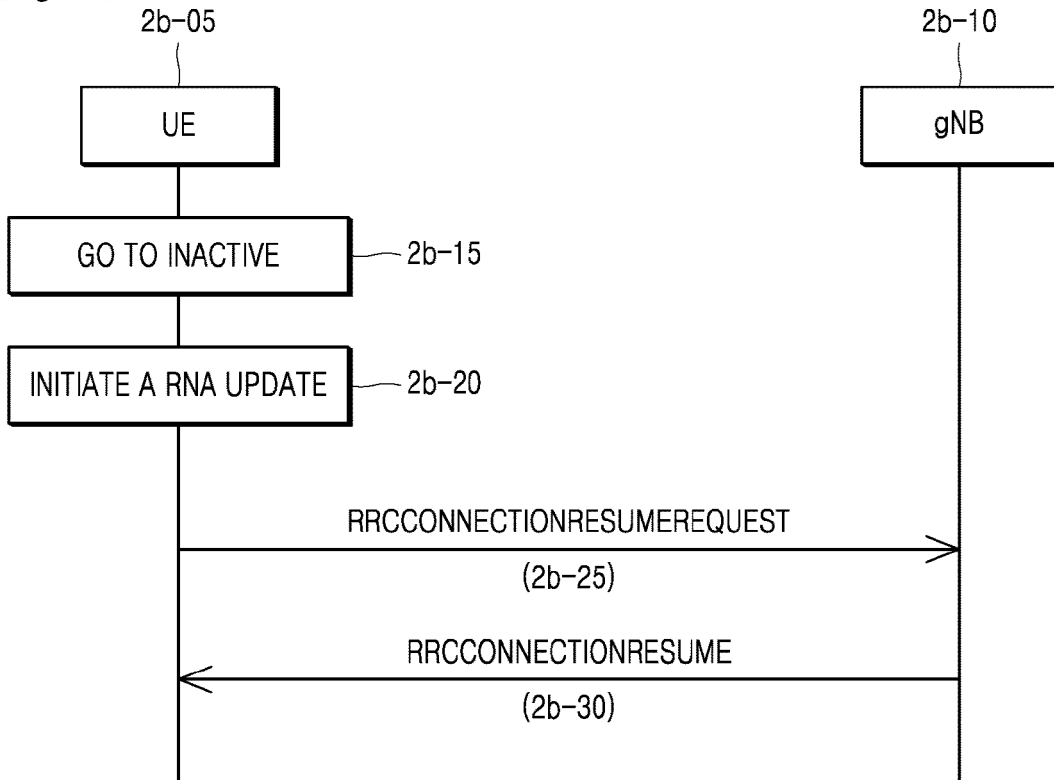 2b-05
2b-10
UE
gNB
GO TO INACTIVE
2b-15
INITIATE A RNA UPDATE
2b-20
RRCCONNECTIONRESUMEREQUEST
(2b-25)
RRCCONNECTIONRESUME
(2b-30)